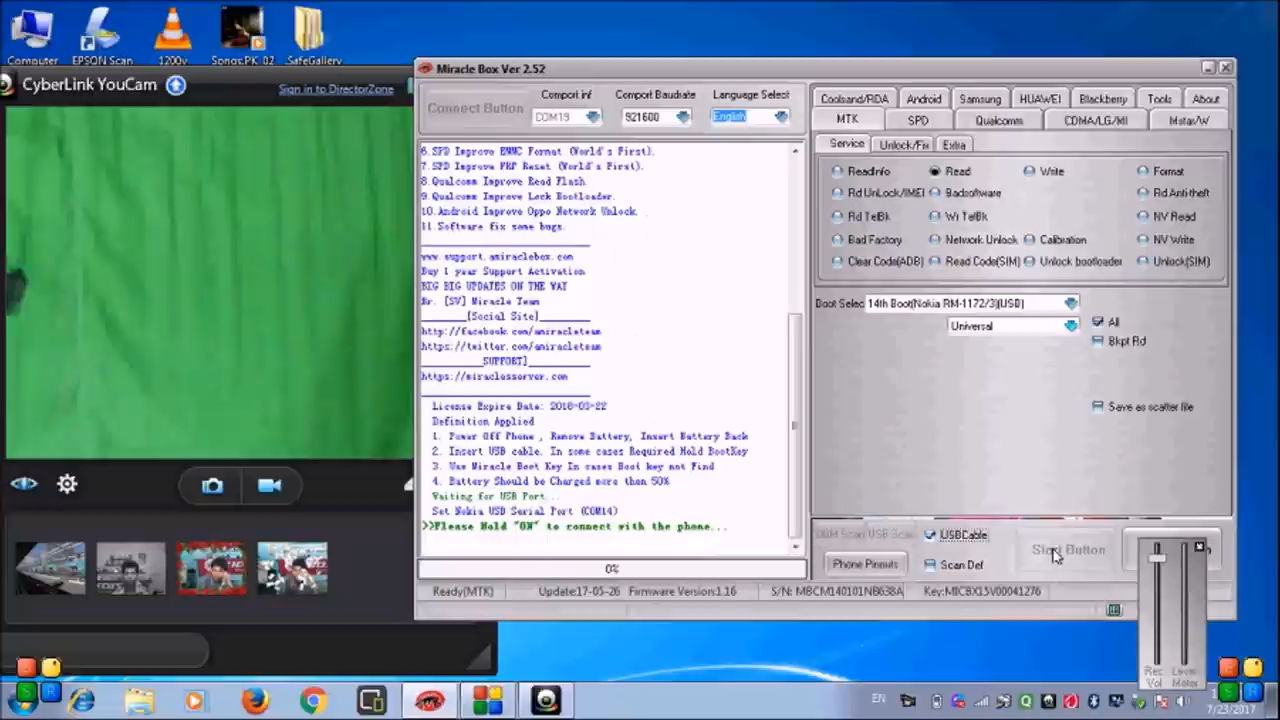 Computer
EPSON Scan
1200v
Songs.PK_02
SafeGallery
CyberLink YouCam
Sign in to DirectorZone
Miracle Box Ver 2.52
Connect Button
Comport inf
Comport Baudrate
Language Select
COM19
921600
English
6.SPD Improve EMMC Format (World's First).
7.SPD Improve FRP Reset (World's First).
8.Qualcomm Improve Read Flash
9.Qualcomm Improve Lock Bootloader.
10.Android Improve Oppo Network Unlock.
11.Software fix some bugs.
www.support.amiraclebox.com
Buy 1 year Support Activation
BIG BIG UPDATES ON THE WAY
Br. [SV] Miracle Team
[Social Site]
http://facebook.com/amiracleteam
https://twitter.com/amiracleteam
SUPPORT]
https://miracleserver.com
License Expire Date: 2018-03-22
Definition Applied
1. Power Off Phone , Remove Battery, Insert Battery Back
2. Insert USB cable. In some cases Required Hold BootKey
3. Use Miracle Boot Key In cases Boot key not Find
4. Battery Should be Charged more than 50%
Waiting for USB Port...
Set Nokia USB Serial Port (COM14)
>>Please Hold "ON" to connect with the phone...
0%
Coolsand/RDA Android Samsung HUAWEI Blackberry Tools About
MTK SPD Qualcomm CDMA/LG/MI Mstar/W
Service Unlock/Fix Extra
ReadInfo Read Write Format
Rd UnLock/IMEI Badsoftware Rd Antitheft
Rd TelBk Wi TelBk NV Read
Bad Factory Network Unlock Calibration NV Write
Clear Code(ADB) Read Code(SIM) Unlock bootloader Unlock(SIM)
Boot Selec 14th Boot(Nokia RM-1172/3)(USB)
Universal
All
Bkpt Rd
Save as scatter file
USBCable
Start Button
Phone Pinouts
Scan Def
Ready(MTK) Update:17-05-26 Firmware Version:1.16 S/N: MBCM140101NB638A Key:MICBX15V00041276
Rec Vol
Level Meter
EN
7/23/2017